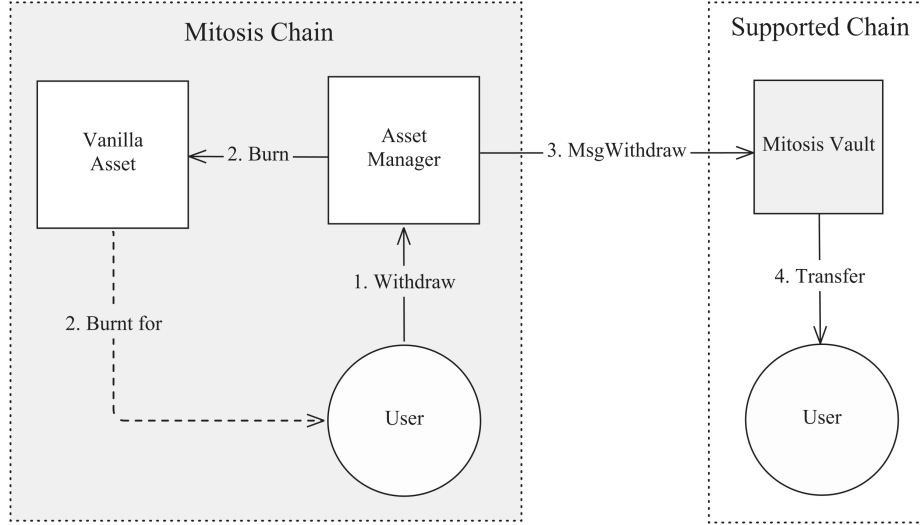 Mitosis Chain
Supported Chain
Vanilla
Asset
2. Burn
Asset
Manager
3. MsgWithdraw
Mitosis Vault
1. Withdraw
4. Transfer
2. Burnt for
User
User